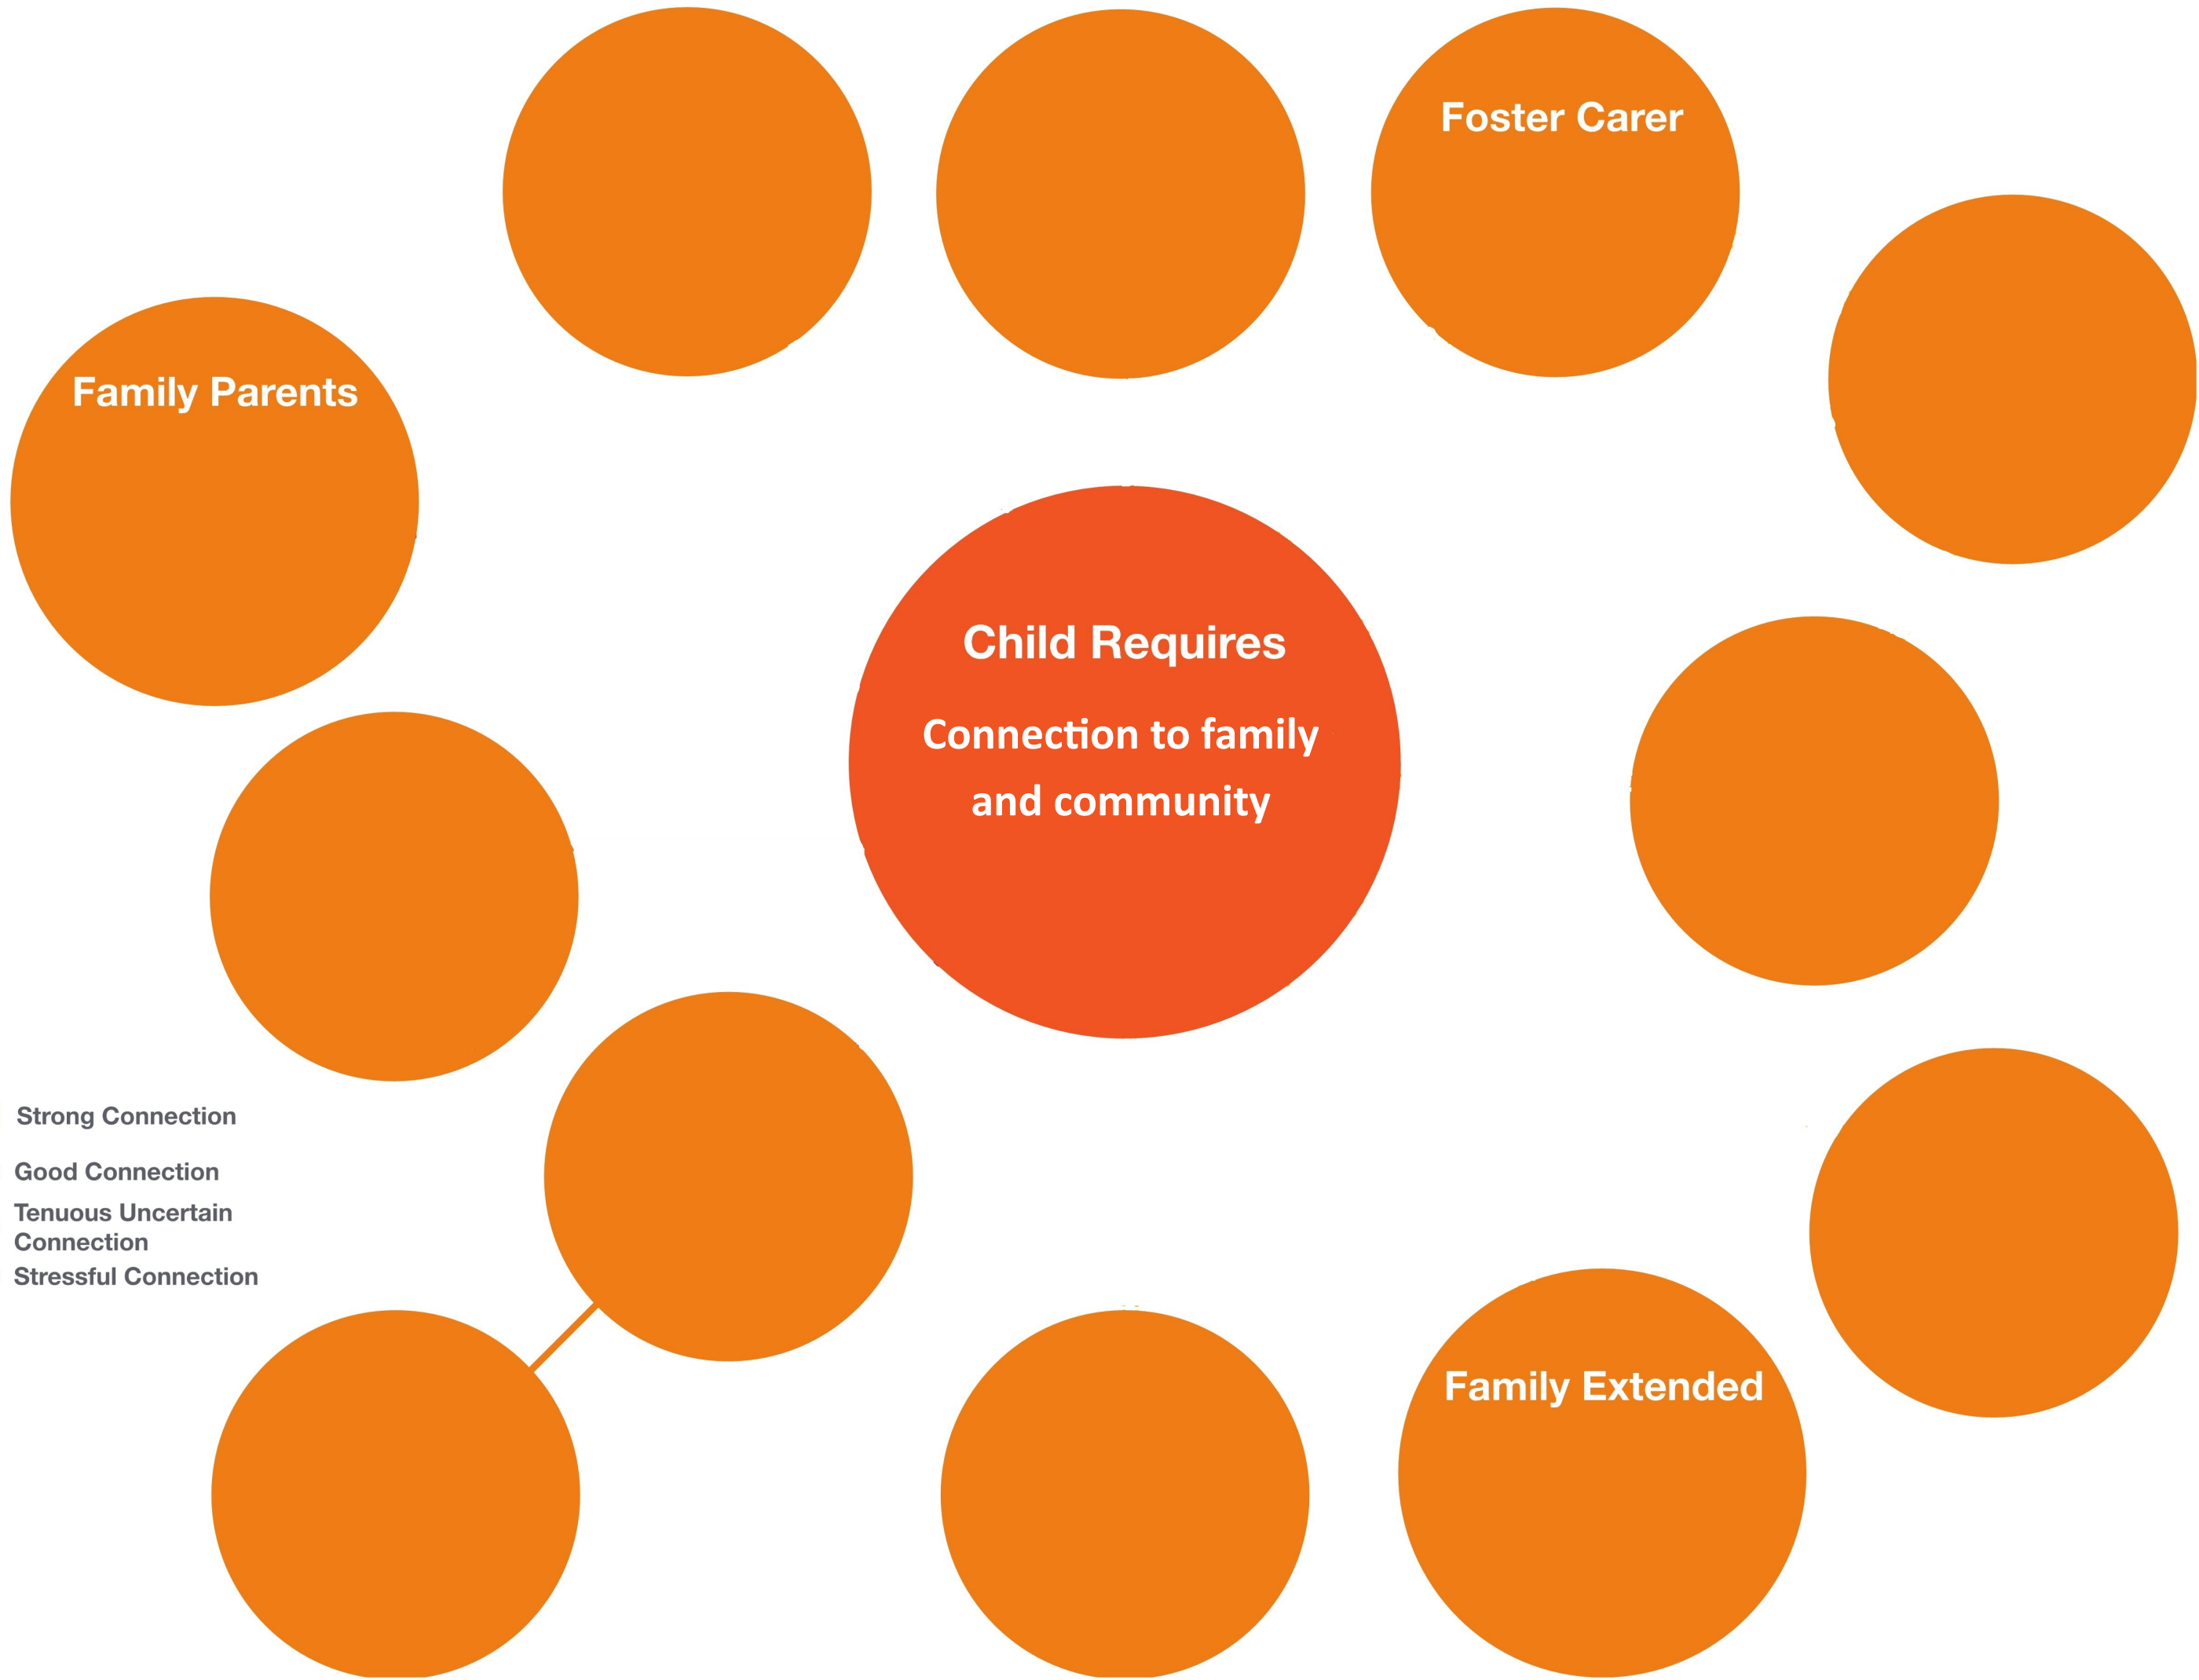 Foster Carer
Family Parents
Child Requires
Connection to family
and community
Strong Connection
Good Connection
Tenuous Uncertain
Connection
Stressful Connection
Family Extended